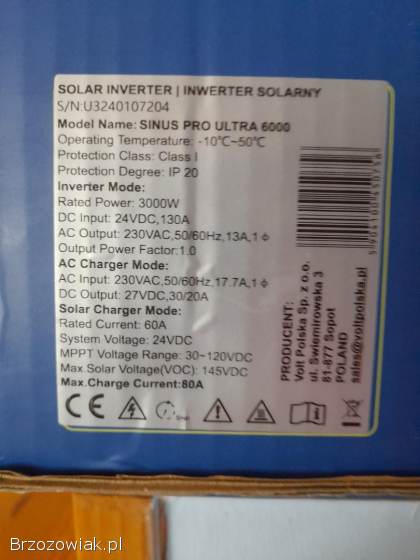 SOLAR INVERTER | INWERTER SOLARNY
S/N:U3240107204
Model Name: SINUS PRO ULTRA 6000
Operating Temperature: -10℃~50℃
Protection Class: Class I
Protection Degree: IP 20
Inverter Mode:
Rated Power: 3000W
DC Input: 24VDC,130A
AC Output: 230VAC,50/60Hz,13A,1ϕ
Output Power Factor:1.0
AC Charger Mode:
AC Input: 230VAC,50/60Hz,17.7A,1ϕ
DC Output: 27VDC,30/20A
Solar Charger Mode:
Rated Current: 60A
System Voltage: 24VDC
MPPT Voltage Range: 30~120VDC
Max.Solar Voltage(VOC): 145VDC
Max.Charge Current:80A
CE
PRODUCENT:
Volt Polska Sp. z o.o.
ul. Swiemirowska 3
81-877 Sopot
POLAND
sales@voltpolska.pl
Brzozowiak.pl